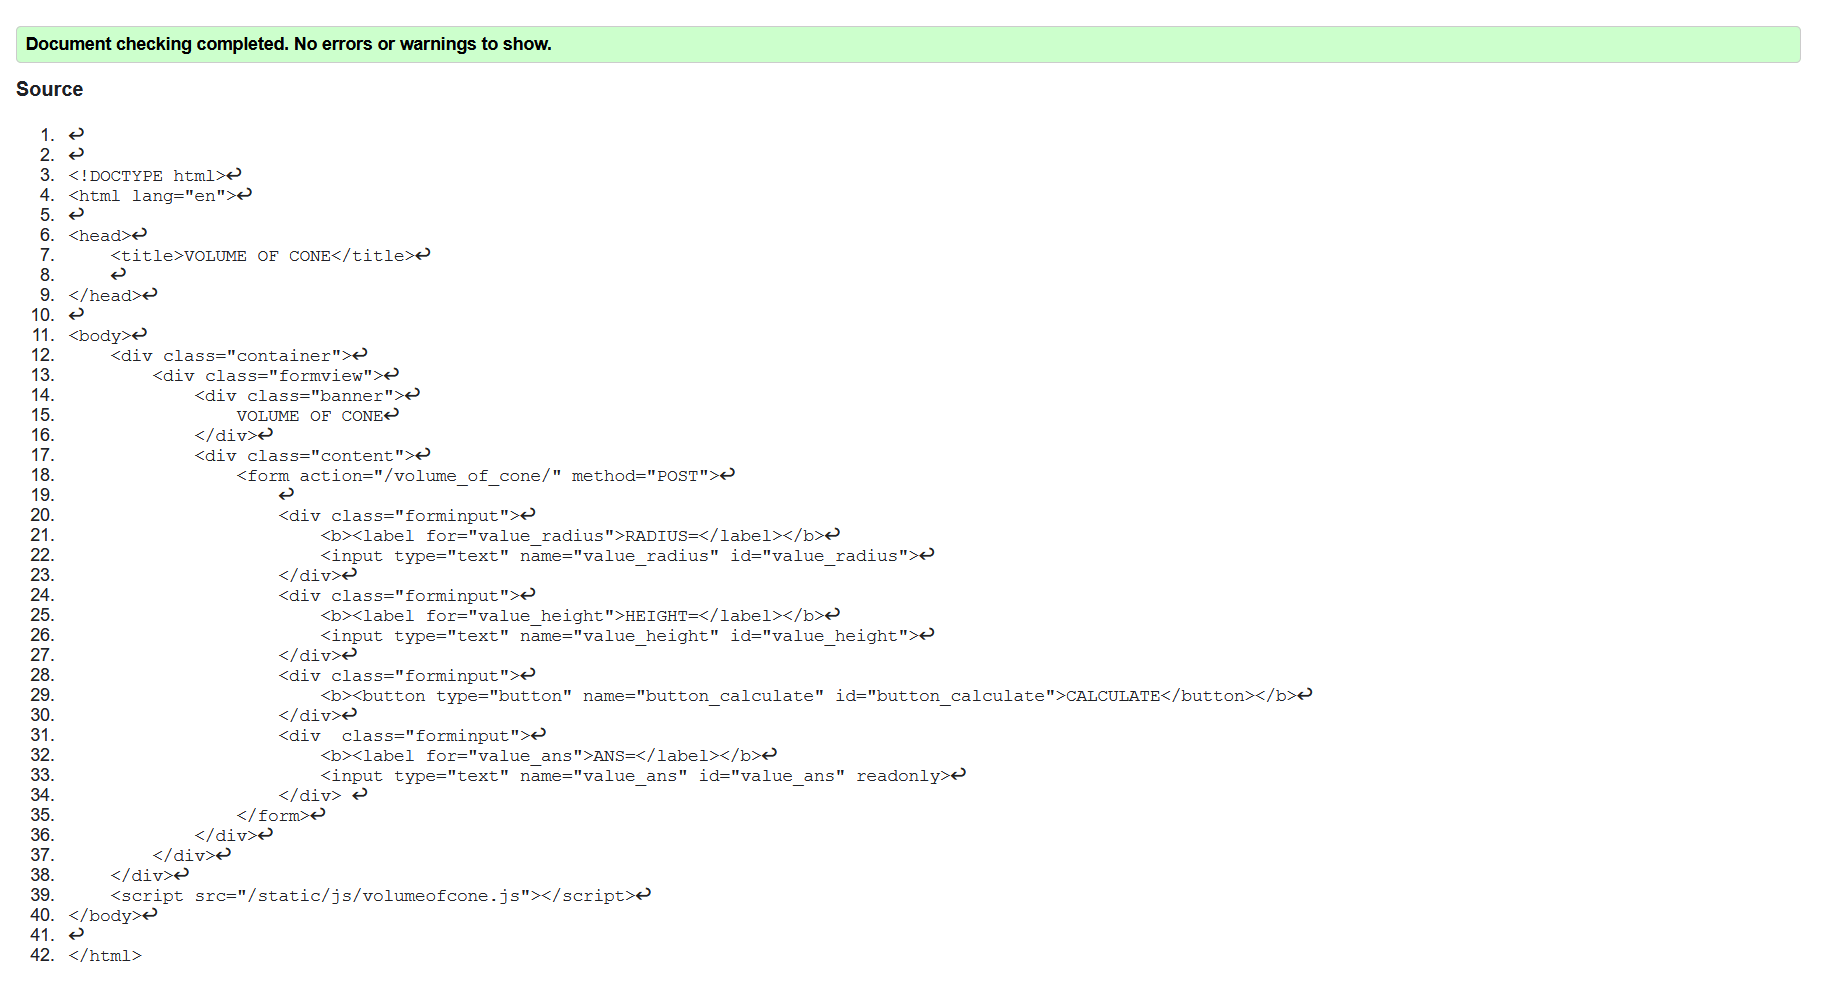 Document checking completed. No errors or warnings to show.
Source
1. ↩
2. ↩
3. <!DOCTYPE html>↩
4. <html lang="en">↩
5. ↩
6. <head>↩
7.     <title>VOLUME OF CONE</title>↩
8.     ↩
9. </head>↩
10. ↩
11. <body>↩
12.     <div class="container">↩
13.         <div class="formview">↩
14.             <div class="banner">↩
15.                 VOLUME OF CONE↩
16.             </div>↩
17.             <div class="content">↩
18.                 <form action="/volume_of_cone/" method="POST">↩
19.                     ↩
20.                     <div class="forminput">↩
21.                         <b><label for="value_radius">RADIUS=</label></b>↩
22.                         <input type="text" name="value_radius" id="value_radius">↩
23.                     </div>↩
24.                     <div class="forminput">↩
25.                         <b><label for="value_height">HEIGHT=</label></b>↩
26.                         <input type="text" name="value_height" id="value_height">↩
27.                     </div>↩
28.                     <div class="forminput">↩
29.                         <b><button type="button" name="button_calculate" id="button_calculate">CALCULATE</button></b>↩
30.                     </div>↩
31.                     <div  class="forminput">↩
32.                         <b><label for="value_ans">ANS=</label></b>↩
33.                         <input type="text" name="value_ans" id="value_ans" readonly>↩
34.                     </div> ↩
35.                 </form>↩
36.             </div>↩
37.         </div>↩
38.     </div>↩
39.     <script src="/static/js/volumeofcone.js"></script>↩
40. </body>↩
41. ↩
42. </html>